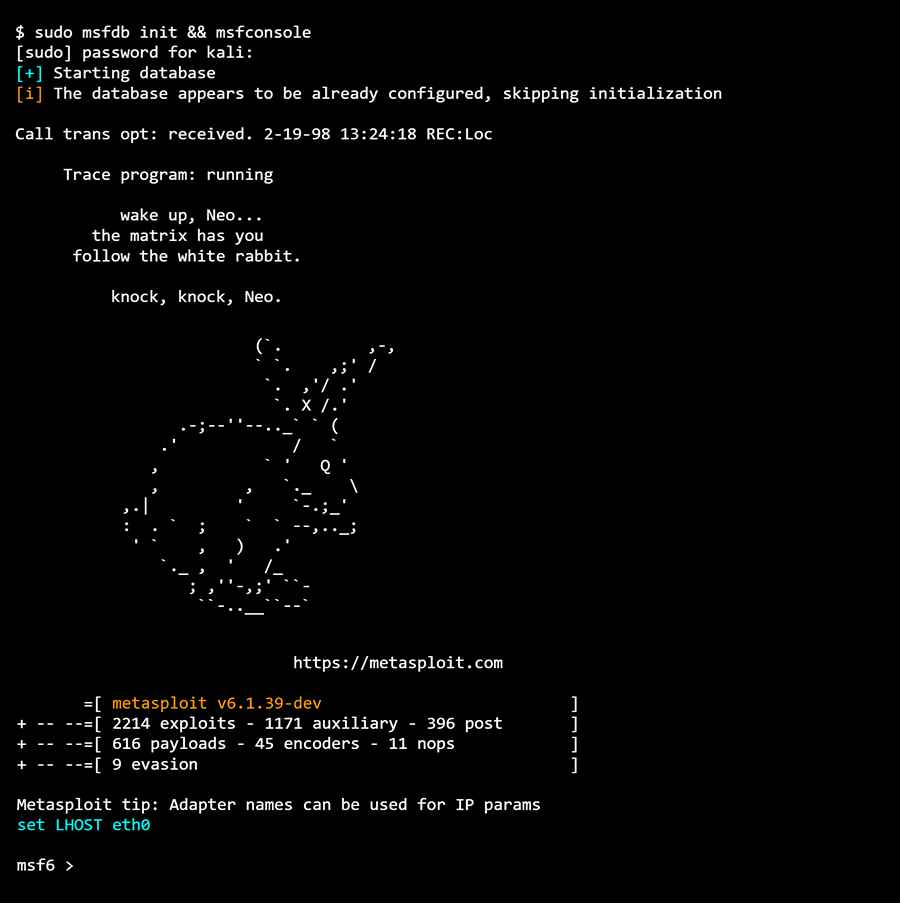 $ sudo msfdb init && msfconsole
[sudo] password for kali:
[+] Starting database
[i] The database appears to be already configured, skipping initialization
Call trans opt: received. 2-19-98 13:24:18 REC:Loc
Trace program: running
wake up, Neo...
the matrix has you
follow the white rabbit.
knock, knock, Neo.
https://metasploit.com
=[ metasploit v6.1.39-dev ]
+ -- --=[ 2214 exploits - 1171 auxiliary - 396 post ]
+ -- --=[ 616 payloads - 45 encoders - 11 nops ]
+ -- --=[ 9 evasion ]
Metasploit tip: Adapter names can be used for IP params
set LHOST eth0
msf6 >